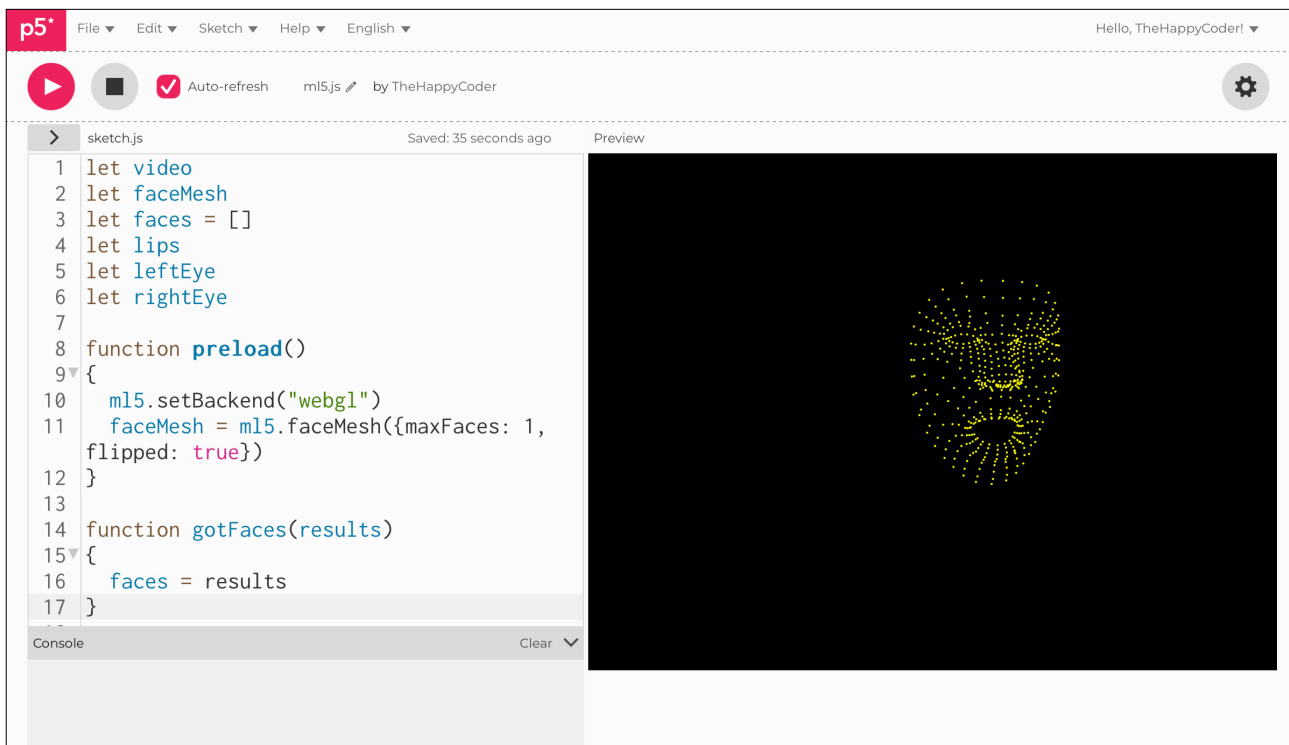 p5* File Edit Sketch Help English Hello, TheHappyCoder!
Auto-refresh ml5.js by TheHappyCoder
sketch.js Saved: 35 seconds ago Preview
1 let video
2 let faceMesh
3 let faces = []
4 let lips
5 let leftEye
6 let rightEye
7
8 function preload()
9 {
10 ml5.setBackend("webgl")
11 faceMesh = ml5.faceMesh({maxFaces: 1,
flipped: true})
12 }
13
14 function gotFaces(results)
15 {
16 faces = results
17 }
Console Clear